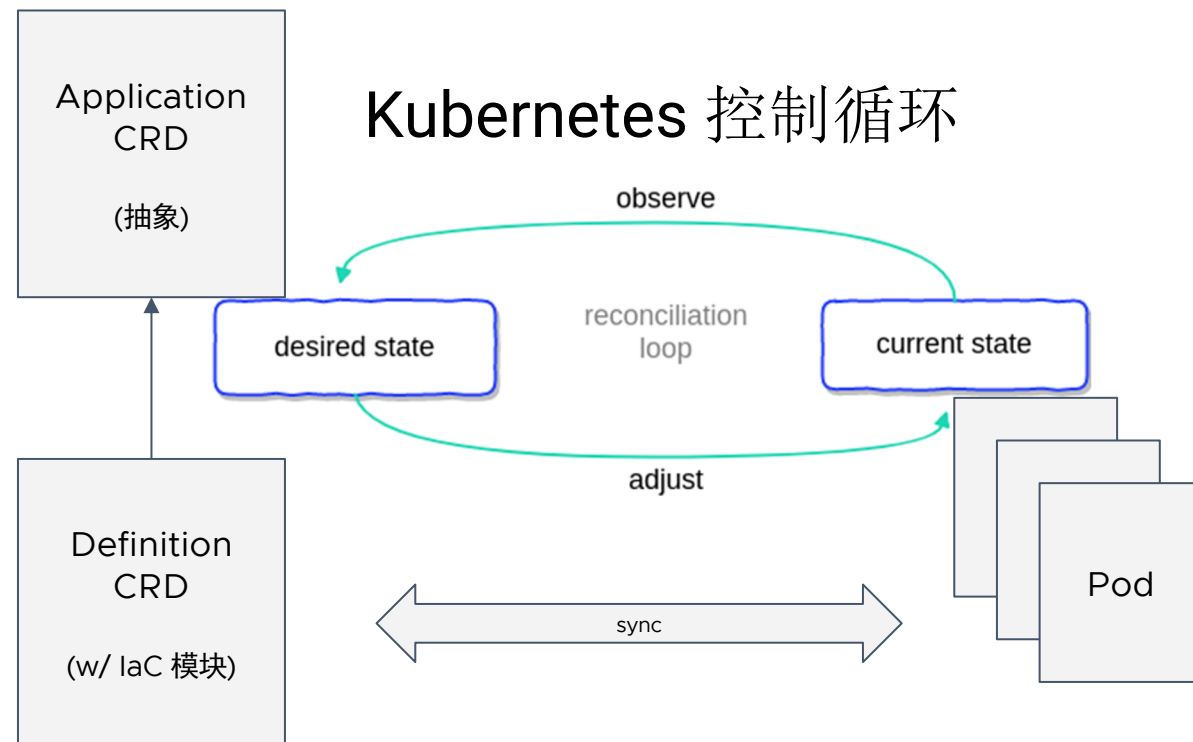 Application
CRD
(抽象)
Kubernetes 控制循环
observe
desired state
reconciliation
loop
current state
adjust
Definition
CRD
(w/ IaC 模块)
sync
Pod